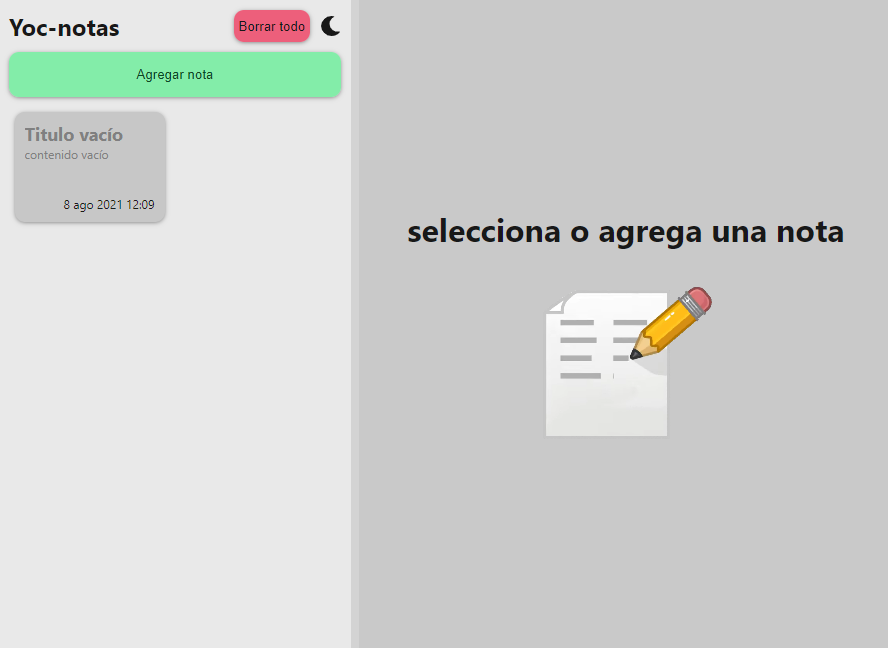 Yoc-notas
Borrar todo
Agregar nota
Titulo vacío
contenido vacío
8 ago 2021 12:09
selecciona o agrega una nota